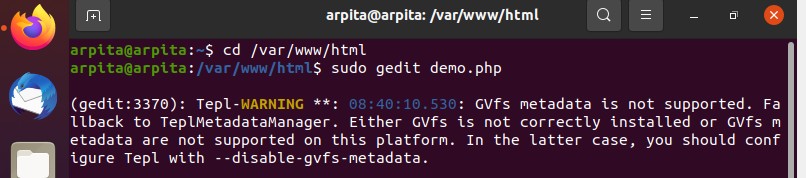 arpita@arpita: /var/www/html
arpita@arpita:~$ cd /var/www/html
arpita@arpita:/var/www/html$ sudo gedit demo.php
(gedit:3370): Tepl-WARNING **: 08:40:10.530: GVfs metadata is not supported. Fa
llback to TeplMetadataManager. Either GVfs is not correctly installed or GVfs m
etadata are not supported on this platform. In the latter case, you should conf
igure Tepl with --disable-gvfs-metadata.